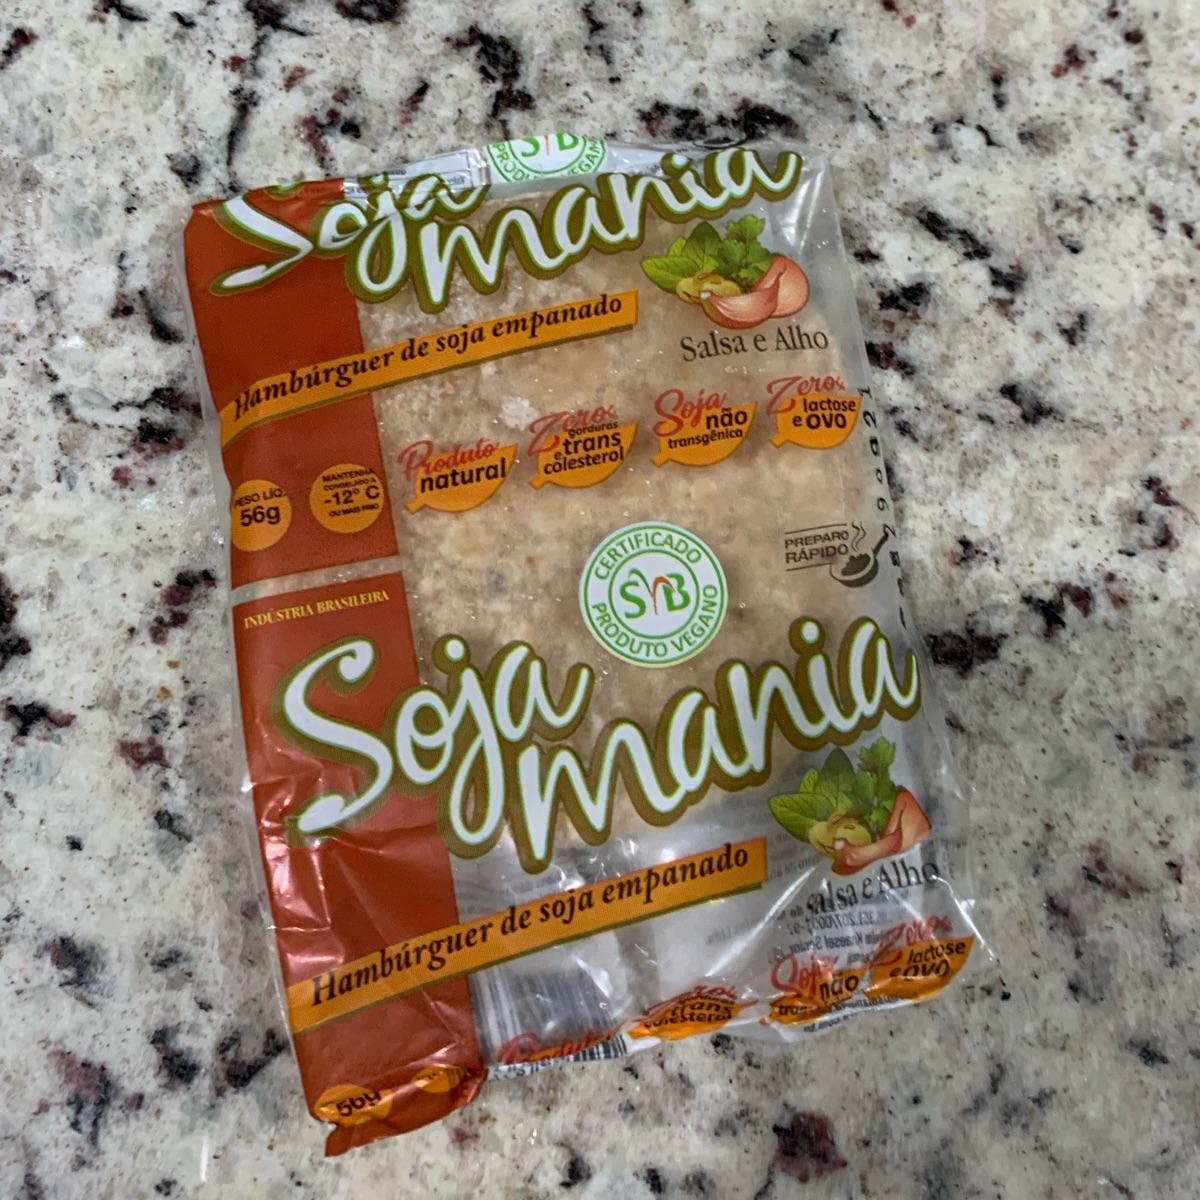 SVB
PRODUTO VEGANO
Soja
mania
Hambúrguer de soja empanado
Salsa e Alho
Produto
natural
Zero
gorduras
trans
e colesterol
Soja
não
transgênica
Zero
lactose
e ovo
PESO LÍQ.
56g
MANTENHA
CONGELADO A
-12° C
OU MAIS FRIO
PREPARO
RÁPIDO
CERTIFICADO
SVB
PRODUTO VEGANO
INDÚSTRIA BRASILEIRA
Soja
mania
Hambúrguer de soja empanado
Salsa e Alho
Soja
não
Zero
lactose
e ovo
Zero
trans
colesterol
Produto
56g